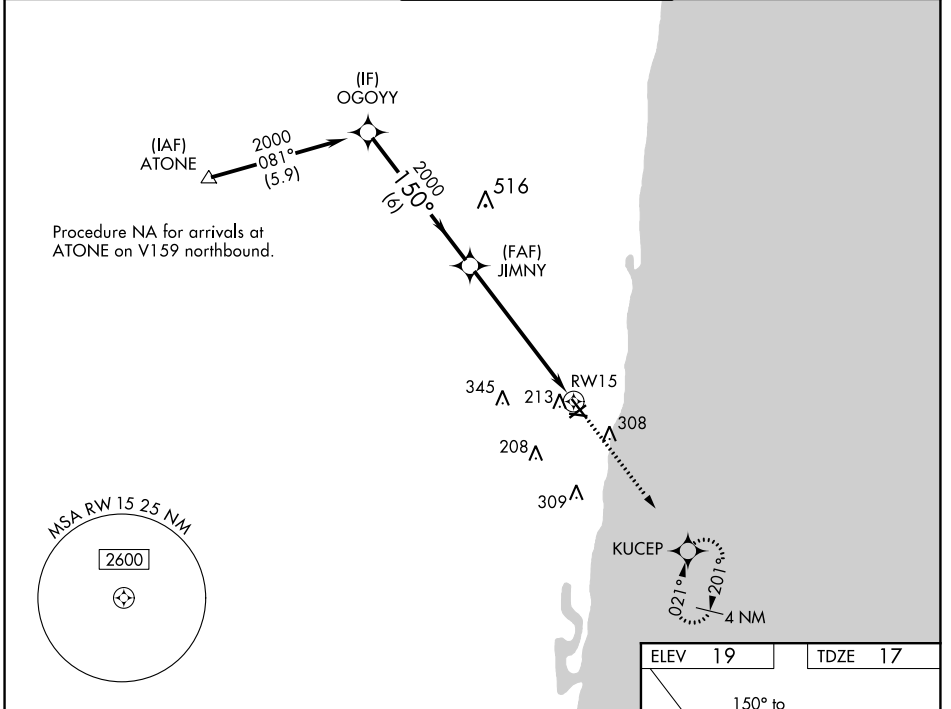 (IF)
OGOYY
(IAF)
ATONE
2000
081°
(5.9)
2000
150°
(6)
516
Procedure NA for arrivals at
ATONE on V159 northbound.
(FAF)
JIMNY
RW15
345
213
308
208
309
MSA RW 15 25 NM
2600
KUCEP
021°
201°
4 NM
ELEV 19
TDZE 17
150° to